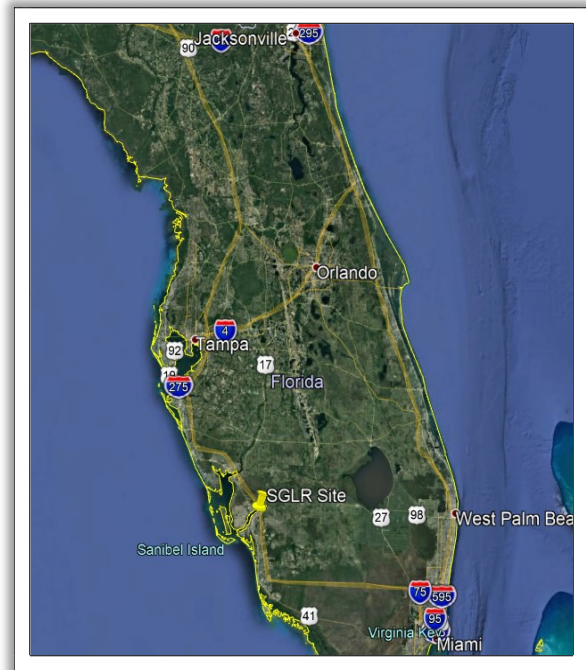 Jacksonville
90
295
Orlando
4
Tampa
92
17
19
275
Florida
SGLR Site
27
98
West Palm Bea
Sanibel Island
75
595
41
95
Virginia Key
Miami